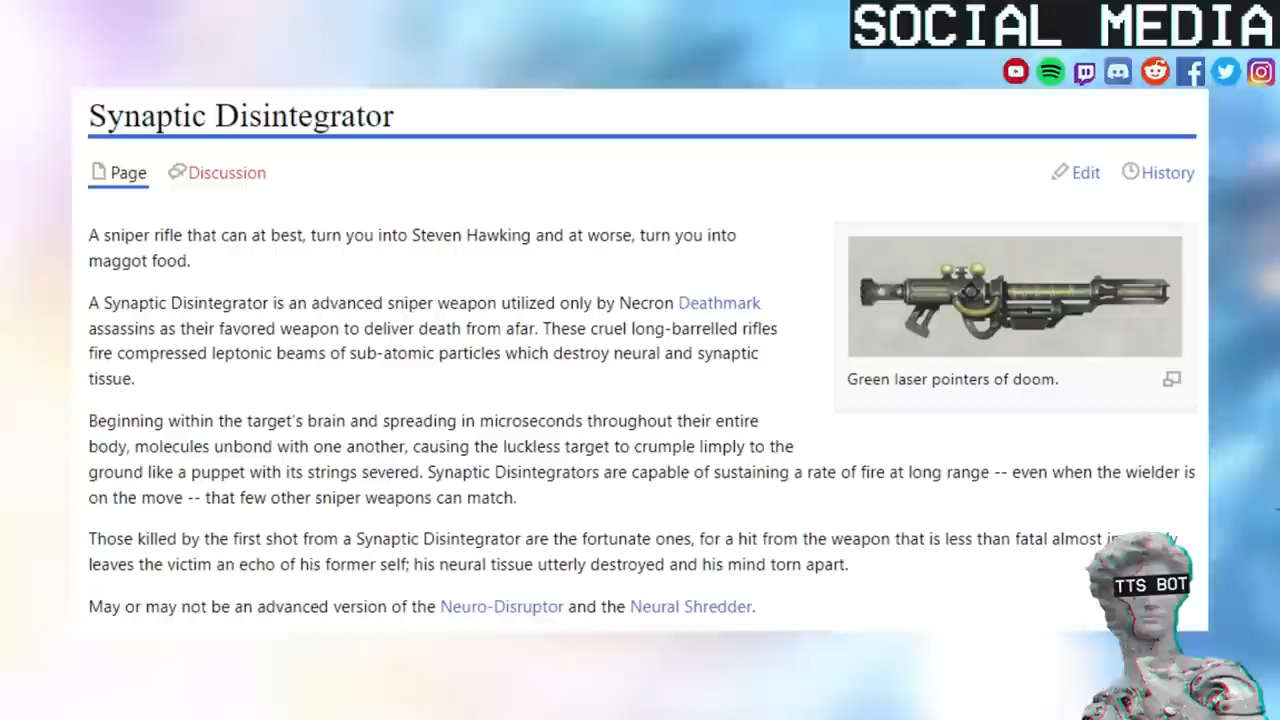 SOCIAL MEDIA
Synaptic Disintegrator
Page Discussion Edit History
A sniper rifle that can at best, turn you into Steven Hawking and at worse, turn you into
maggot food.
A Synaptic Disintegrator is an advanced sniper weapon utilized only by Necron Deathmark
assassins as their favored weapon to deliver death from afar. These cruel long-barrelled rifles
fire compressed leptonic beams of sub-atomic particles which destroy neural and synaptic
tissue.
Green laser pointers of doom.
Beginning within the target's brain and spreading in microseconds throughout their entire
body, molecules unbond with one another, causing the luckless target to crumple limply to the
ground like a puppet with its strings severed. Synaptic Disintegrators are capable of sustaining a rate of fire at long range -- even when the wielder is
on the move -- that few other sniper weapons can match.
Those killed by the first shot from a Synaptic Disintegrator are the fortunate ones, for a hit from the weapon that is less than fatal almost
leaves the victim an echo of his former self; his neural tissue utterly destroyed and his mind torn apart.
TTS BOT
May or may not be an advanced version of the Neuro-Disruptor and the Neural Shredder.